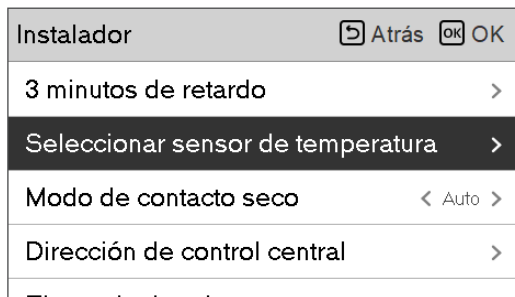 Instalador Atrás OK OK
3 minutos de retardo >
Seleccionar sensor de temperatura >
Modo de contacto seco < Auto >
Dirección de control central >